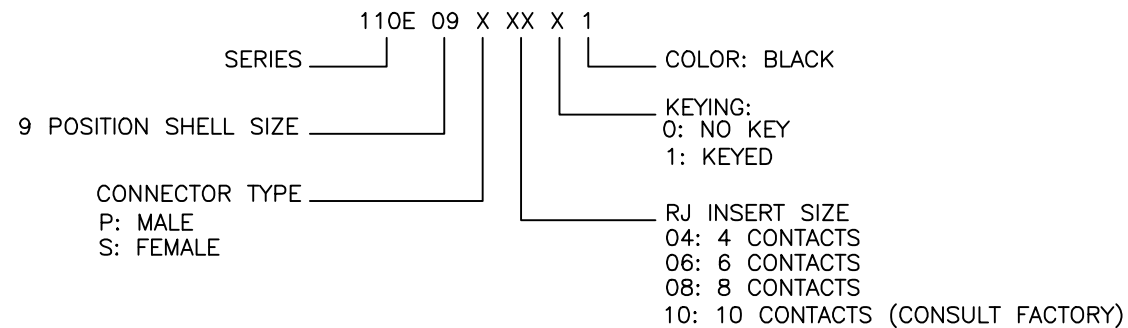 110E 09 X XX X 1
SERIES
COLOR: BLACK
9 POSITION SHELL SIZE
KEYING:
0: NO KEY
1: KEYED
CONNECTOR TYPE
P: MALE
S: FEMALE
RJ INSERT SIZE
04: 4 CONTACTS
06: 6 CONTACTS
08: 8 CONTACTS
10: 10 CONTACTS (CONSULT FACTORY)